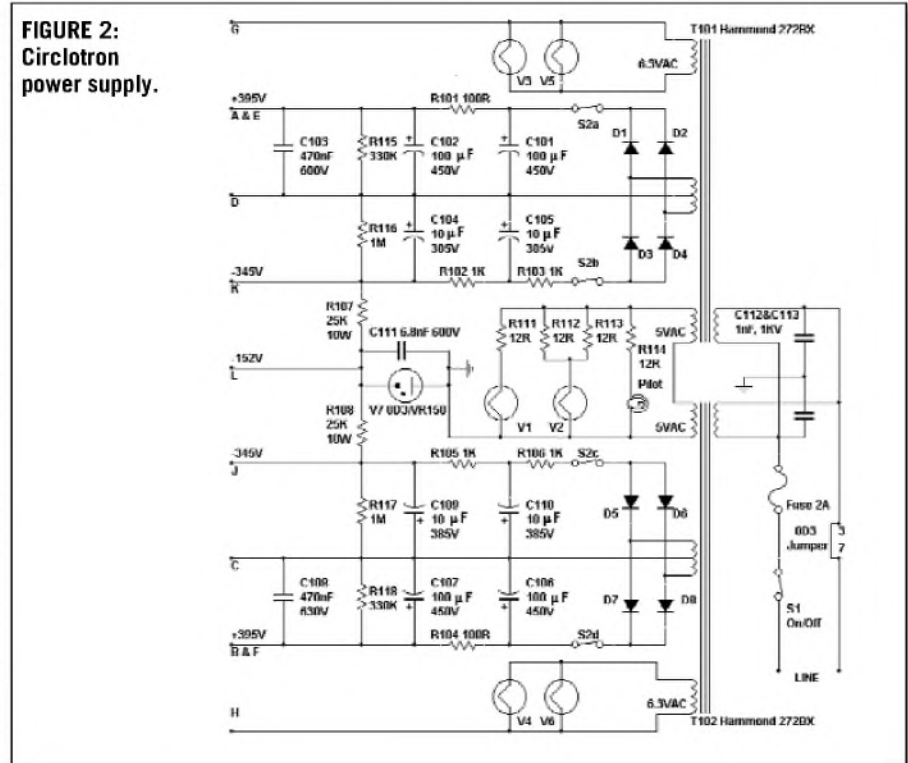 FIGURE 2:
Circlotron
power supply.
G
T101 Hammond 272BX
6.3VAC
V3 V5
+395V
A & E
R101 100R
S2a
D1 D2
C103
470nF
600V
R115
330K
C102
100 µF
450V
C101
100 µF
450V
D
R116
1M
C104
10 µF
385V
C105
10 µF
385V
D3 D4
-345V
K
R102 1K
R103 1K
S2b
R107
25K
10W
C111 6.8nF 600V
R111
12R
R112
12R
R113
12R
R114
12R
Pilot
5VAC
C112&C113
1nF, 1KV
-152V
L
V7 0D3/VR150
V1
V2
5VAC
R108
25K
10W
-345V
J
R105 1K
R106 1K
S2c
Fuse 2A
R117
1M
C109
10 µF
385V
C110
10 µF
385V
D5 D6
0D3
Jumper
3
7
C
C108
470nF
630V
R118
330K
C107
100 µF
450V
C106
100 µF
450V
D7 D8
S1
On/Off
+395V
B & F
R104 100R
S2d
LINE
H
V4 V6
6.3VAC
T102 Hammond 272BX